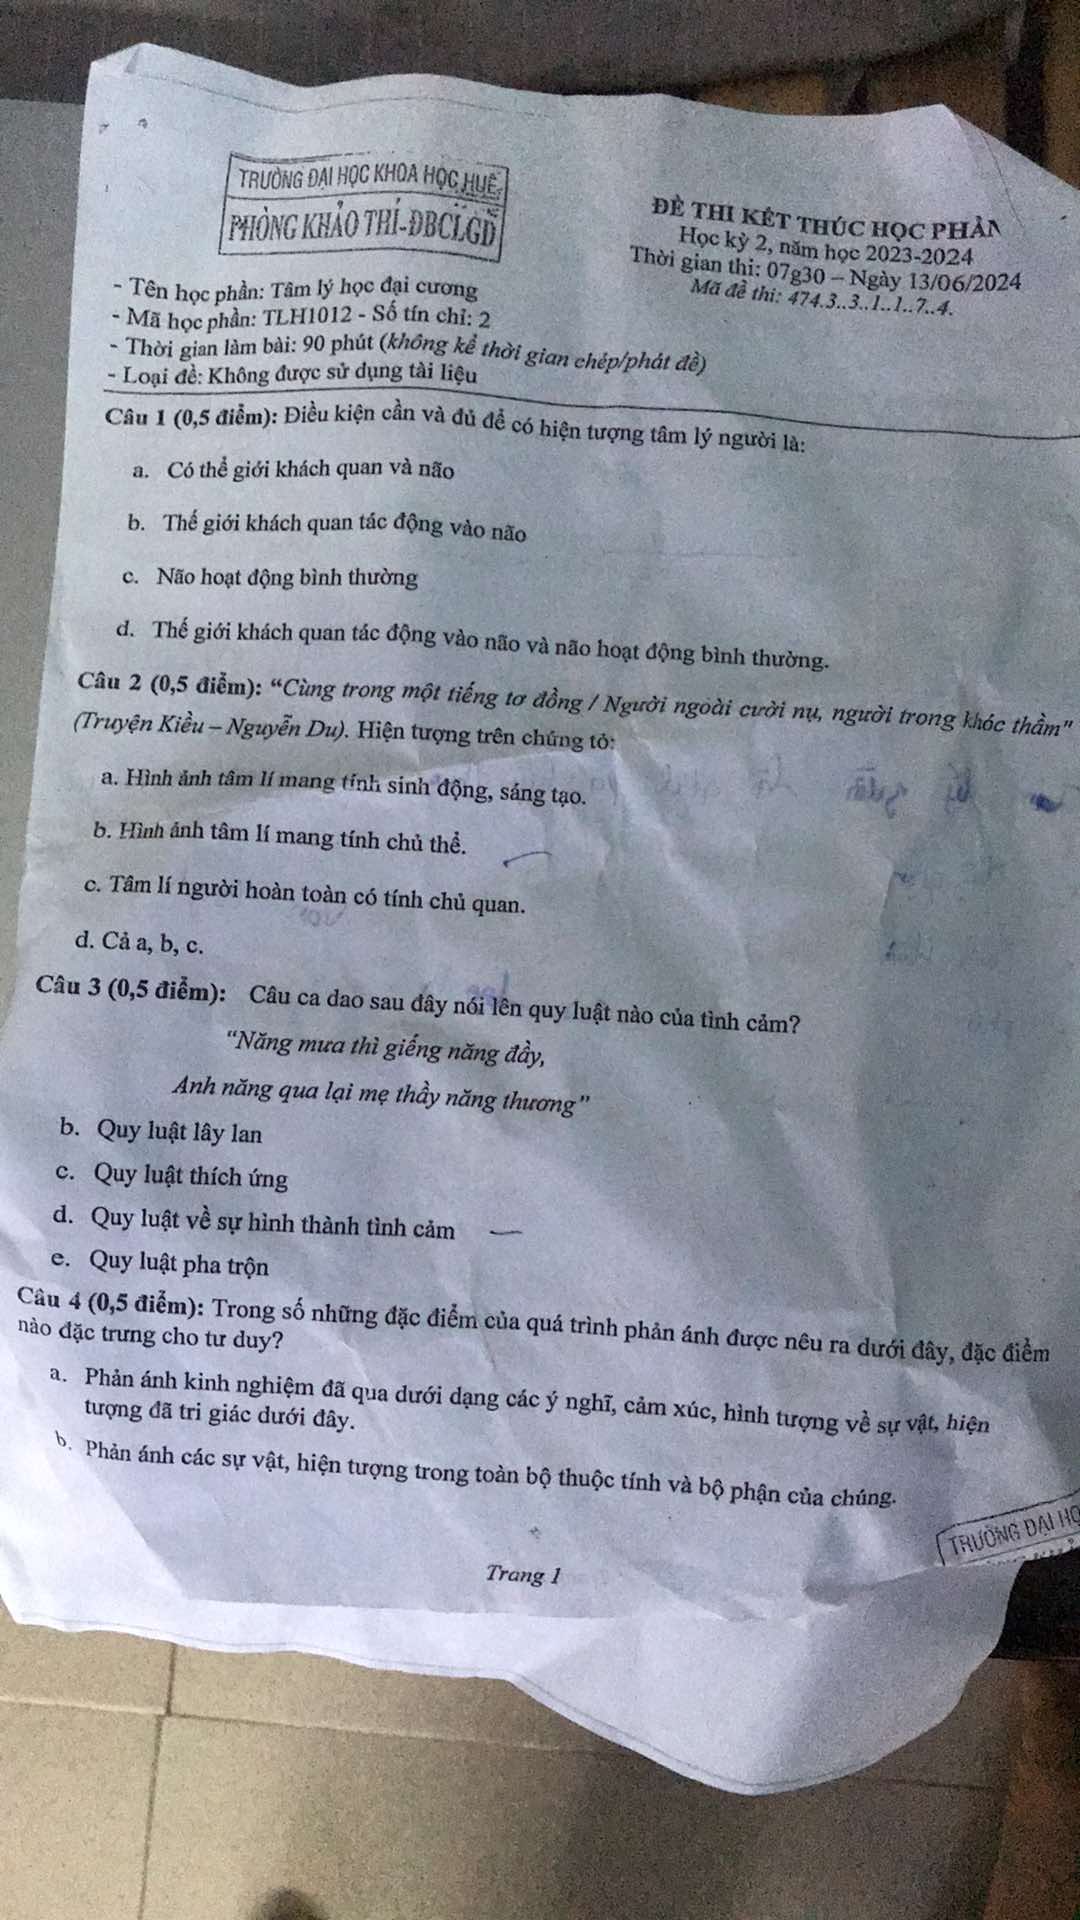 TRƯỜNG ĐẠI HỌC KHOA HỌC HUẾ
PHÒNG KHẢO THÍ-ĐBCLGD
ĐỀ THI KẾT THÚC HỌC PHẦN
Học kỳ 2, năm học 2023-2024
Thời gian thi: 07g30 – Ngày 13/06/2024
Mã đề thi: 474.3..3..1..1..7..4.
- Tên học phần: Tâm lý học đại cương
- Mã học phần: TLH1012 - Số tín chỉ: 2
- Thời gian làm bài: 90 phút (không kể thời gian chép/phát đề)
- Loại đề: Không được sử dụng tài liệu
Câu 1 (0,5 điểm): Điều kiện cần và đủ để có hiện tượng tâm lý người là:
a. Có thể giới khách quan và não
b. Thế giới khách quan tác động vào não
c. Não hoạt động bình thường
d. Thế giới khách quan tác động vào não và não hoạt động bình thường.
Câu 2 (0,5 điểm): “Cùng trong một tiếng tơ đồng / Người ngoài cười nụ, người trong khóc thầm"
(Truyện Kiều – Nguyễn Du). Hiện tượng trên chứng tỏ:
a. Hình ảnh tâm lí mang tính sinh động, sáng tạo.
b. Hình ảnh tâm lí mang tính chủ thể.
c. Tâm lí người hoàn toàn có tính chủ quan.
d. Cả a, b, c.
Câu 3 (0,5 điểm): Câu ca dao sau đây nói lên quy luật nào của tình cảm?
“Năng mưa thì giếng năng đầy,
Anh năng qua lại mẹ thầy năng thương"
b. Quy luật lây lan
c. Quy luật thích ứng
d. Quy luật về sự hình thành tình cảm
e. Quy luật pha trộn
Câu 4 (0,5 điểm): Trong số những đặc điểm của quá trình phản ánh được nêu ra dưới đây, đặc điểm
nào đặc trưng cho tư duy?
a. Phản ánh kinh nghiệm đã qua dưới dạng các ý nghĩ, cảm xúc, hình tượng về sự vật, hiện
tượng đã tri giác dưới đây.
b. Phản ánh các sự vật, hiện tượng trong toàn bộ thuộc tính và bộ phận của chúng.
TRƯỜNG ĐẠI HỌ
Trang 1